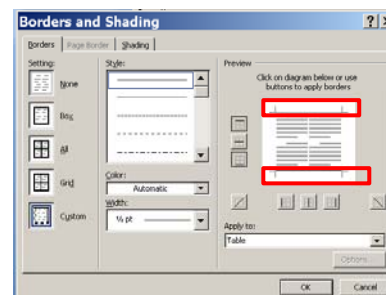 Borders and Shading
Borders
Page Border
Shading
Setting:
None
Box
All
Grid
Custom
Style:
Color:
Automatic
Width:
½ pt
Preview
Click on diagram below or use
buttons to apply borders
Apply to:
Table
Options...
OK
Cancel